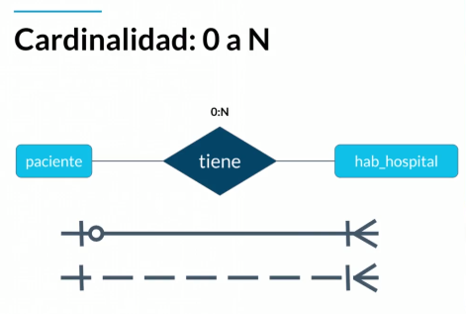 Cardinalidad: 0 a N
0:N
paciente
tiene
hab_hospital